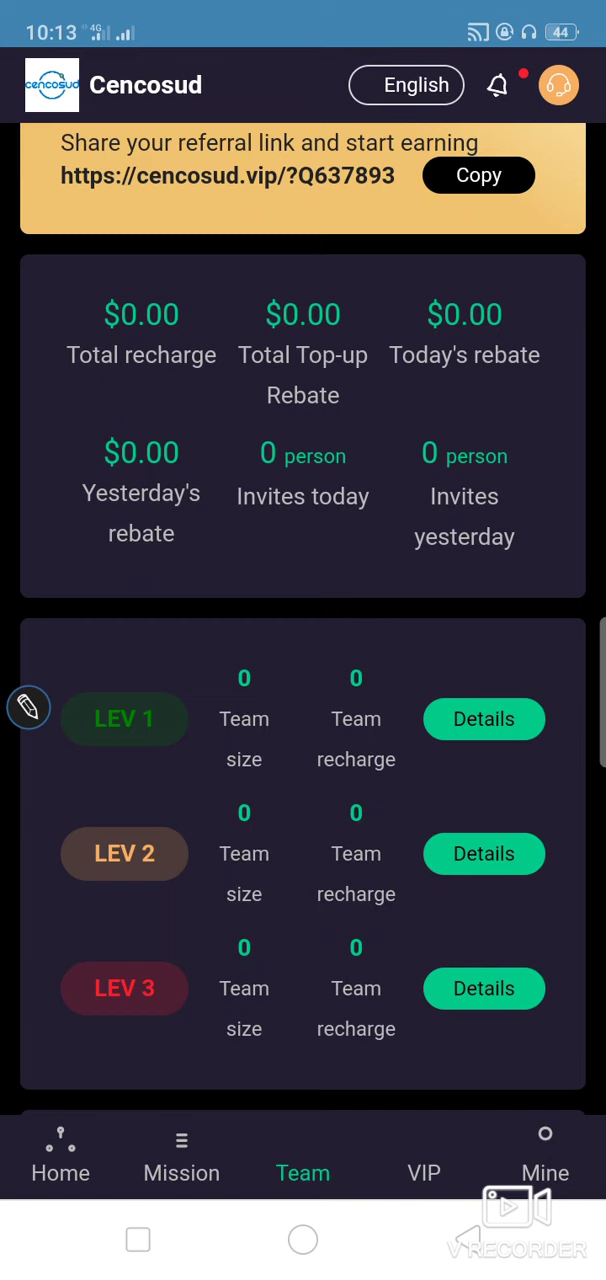 10:13 4G 44
cencosud Cencosud English
Share your referral link and start earning
https://cencosud.vip/?Q637893 Copy
$0.00 $0.00 $0.00
Total recharge Total Top-up Today's rebate
Rebate
$0.00 0 person 0 person
Yesterday's Invites today Invites
rebate yesterday
0 0
LEV 1 Team Team Details
size recharge
0 0
LEV 2 Team Team Details
size recharge
0 0
LEV 3 Team Team Details
size recharge
Home Mission Team VIP Mine
V RECORDER